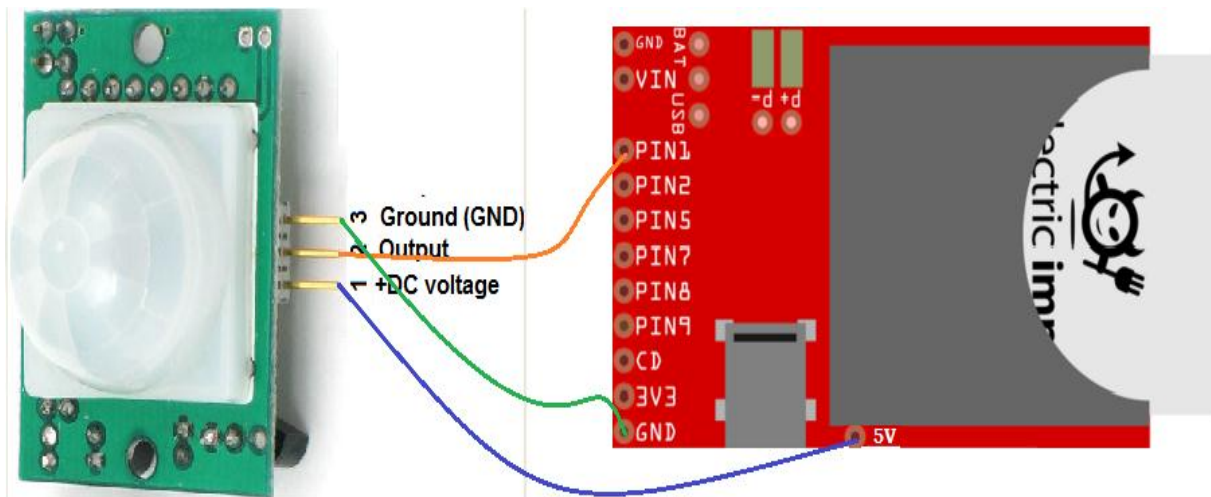 3 Ground (GND)
2 Output
1 +DC voltage
GND
BAT
VIN
USB
P-
P+
PIN1
PIN2
PIN5
PIN7
PIN8
PIN9
CD
3V3
GND
5V
lectric imp